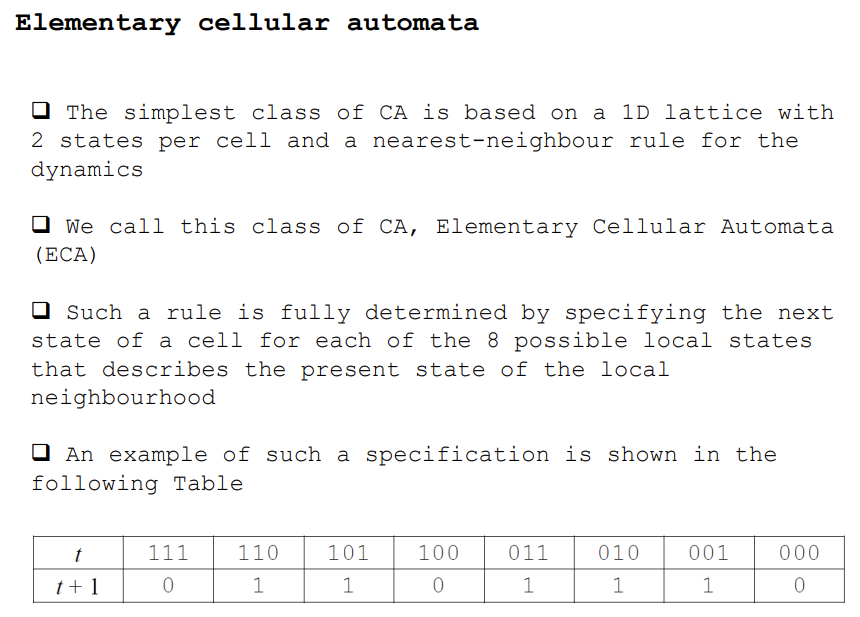 Elementary cellular automata
❑ The simplest class of CA is based on a 1D lattice with
2 states per cell and a nearest-neighbour rule for the
dynamics
❑ We call this class of CA, Elementary Cellular Automata
(ECA)
❑ Such a rule is fully determined by specifying the next
state of a cell for each of the 8 possible local states
that describes the present state of the local
neighbourhood
❑ An example of such a specification is shown in the
following Table
t 111 110 101 100 011 010 001 000
t + 1 0 1 1 0 1 1 1 0